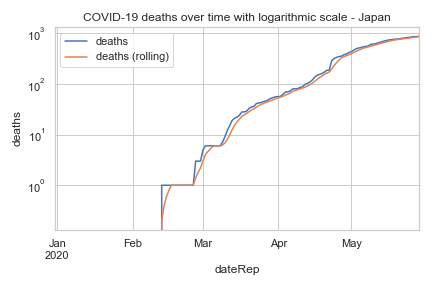 COVID-19 deaths over time with logarithmic scale - Japan
deaths
deaths (rolling)
10³
10²
10¹
10⁰
deaths
Jan
2020
Feb
Mar
Apr
May
dateRep